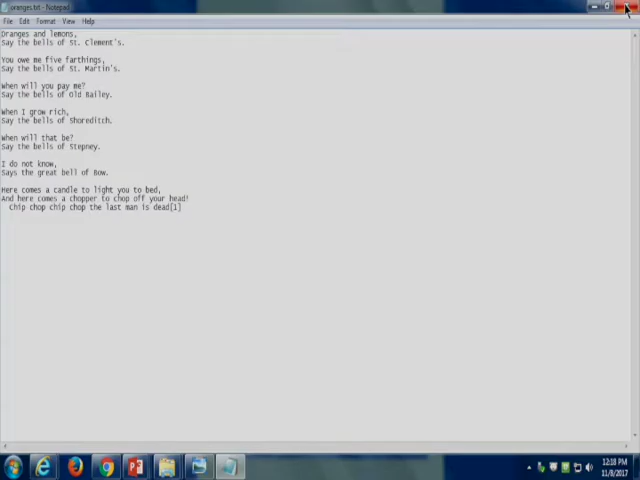 oranges.txt - Notepad
File Edit Format View Help
Oranges and lemons,
Say the bells of St. Clement's.
You owe me five farthings,
Say the bells of St. Martin's.
When will you pay me?
Say the bells of Old Bailey.
When I grow rich,
Say the bells of Shoreditch.
When will that be?
Say the bells of Stepney.
I do not know,
Says the great bell of Bow.
Here comes a candle to light you to bed,
And here comes a chopper to chop off your head!
Chip chop chip chop the last man is dead[1]
12:18 PM
11/8/2017